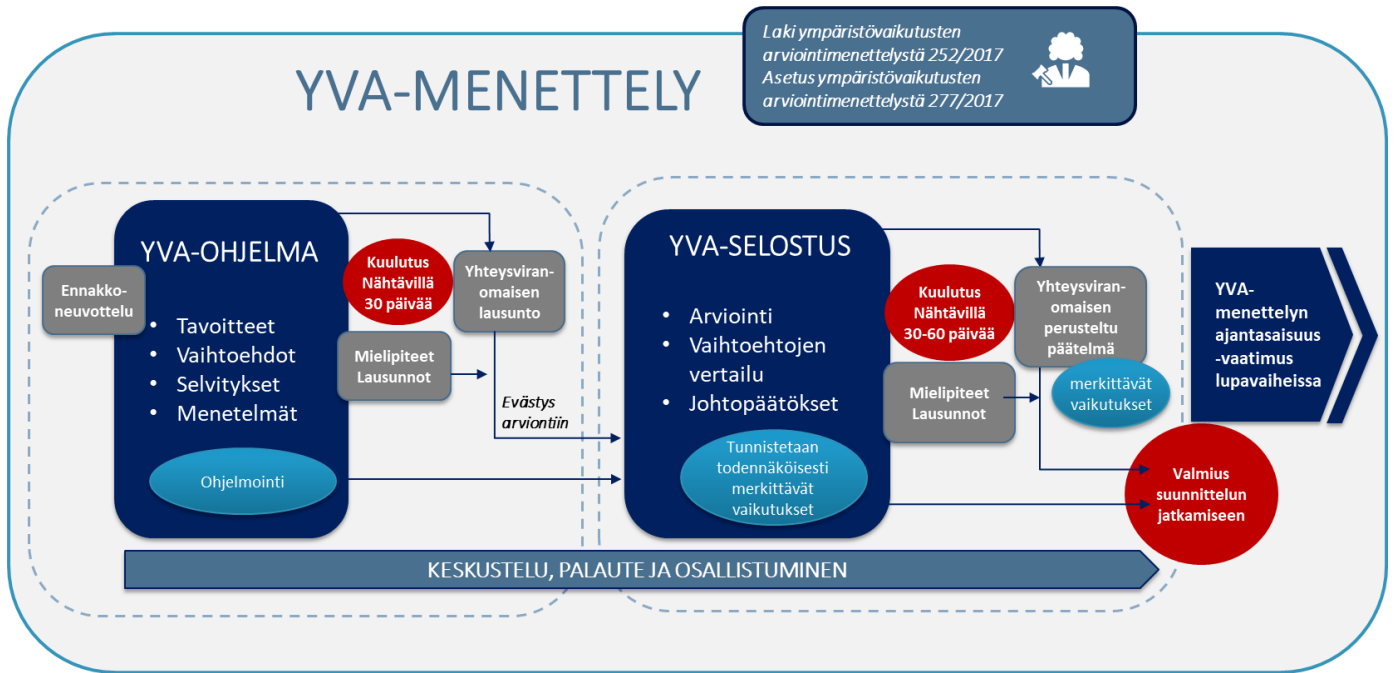 Laki ympäristövaikutusten
arviointimenettelystä 252/2017
Asetus ympäristövaikutusten
arviointimenettelystä 277/2017
YVA-MENETTELY
YVA-OHJELMA
Ennakko-
neuvottelu
• Tavoitteet
• Vaihtoehdot
• Selvitykset
• Menetelmät
Ohjelmointi
Kuulutus
Nähtävillä
30 päivää
Mielipiteet
Lausunnot
Yhteysviran-
omaisen
lausunto
Evästys
arviontiin
YVA-SELOSTUS
• Arviointi
• Vaihtoehtojen
vertailu
• Johtopäätökset
Tunnistetaan
todennäköisesti
merkittävät
vaikutukset
Kuulutus
Nähtävillä
30-60 päivää
Mielipiteet
Lausunnot
Yhteysviran-
omaisen
perusteltu
päätelmä
merkittävät
vaikutukset
Valmius
suunnittelun
jatkamiseen
YVA-
menettelyn
ajantasaisuus
-vaatimus
lupavaiheissa
KESKUSTELU, PALAUTE JA OSALLISTUMINEN